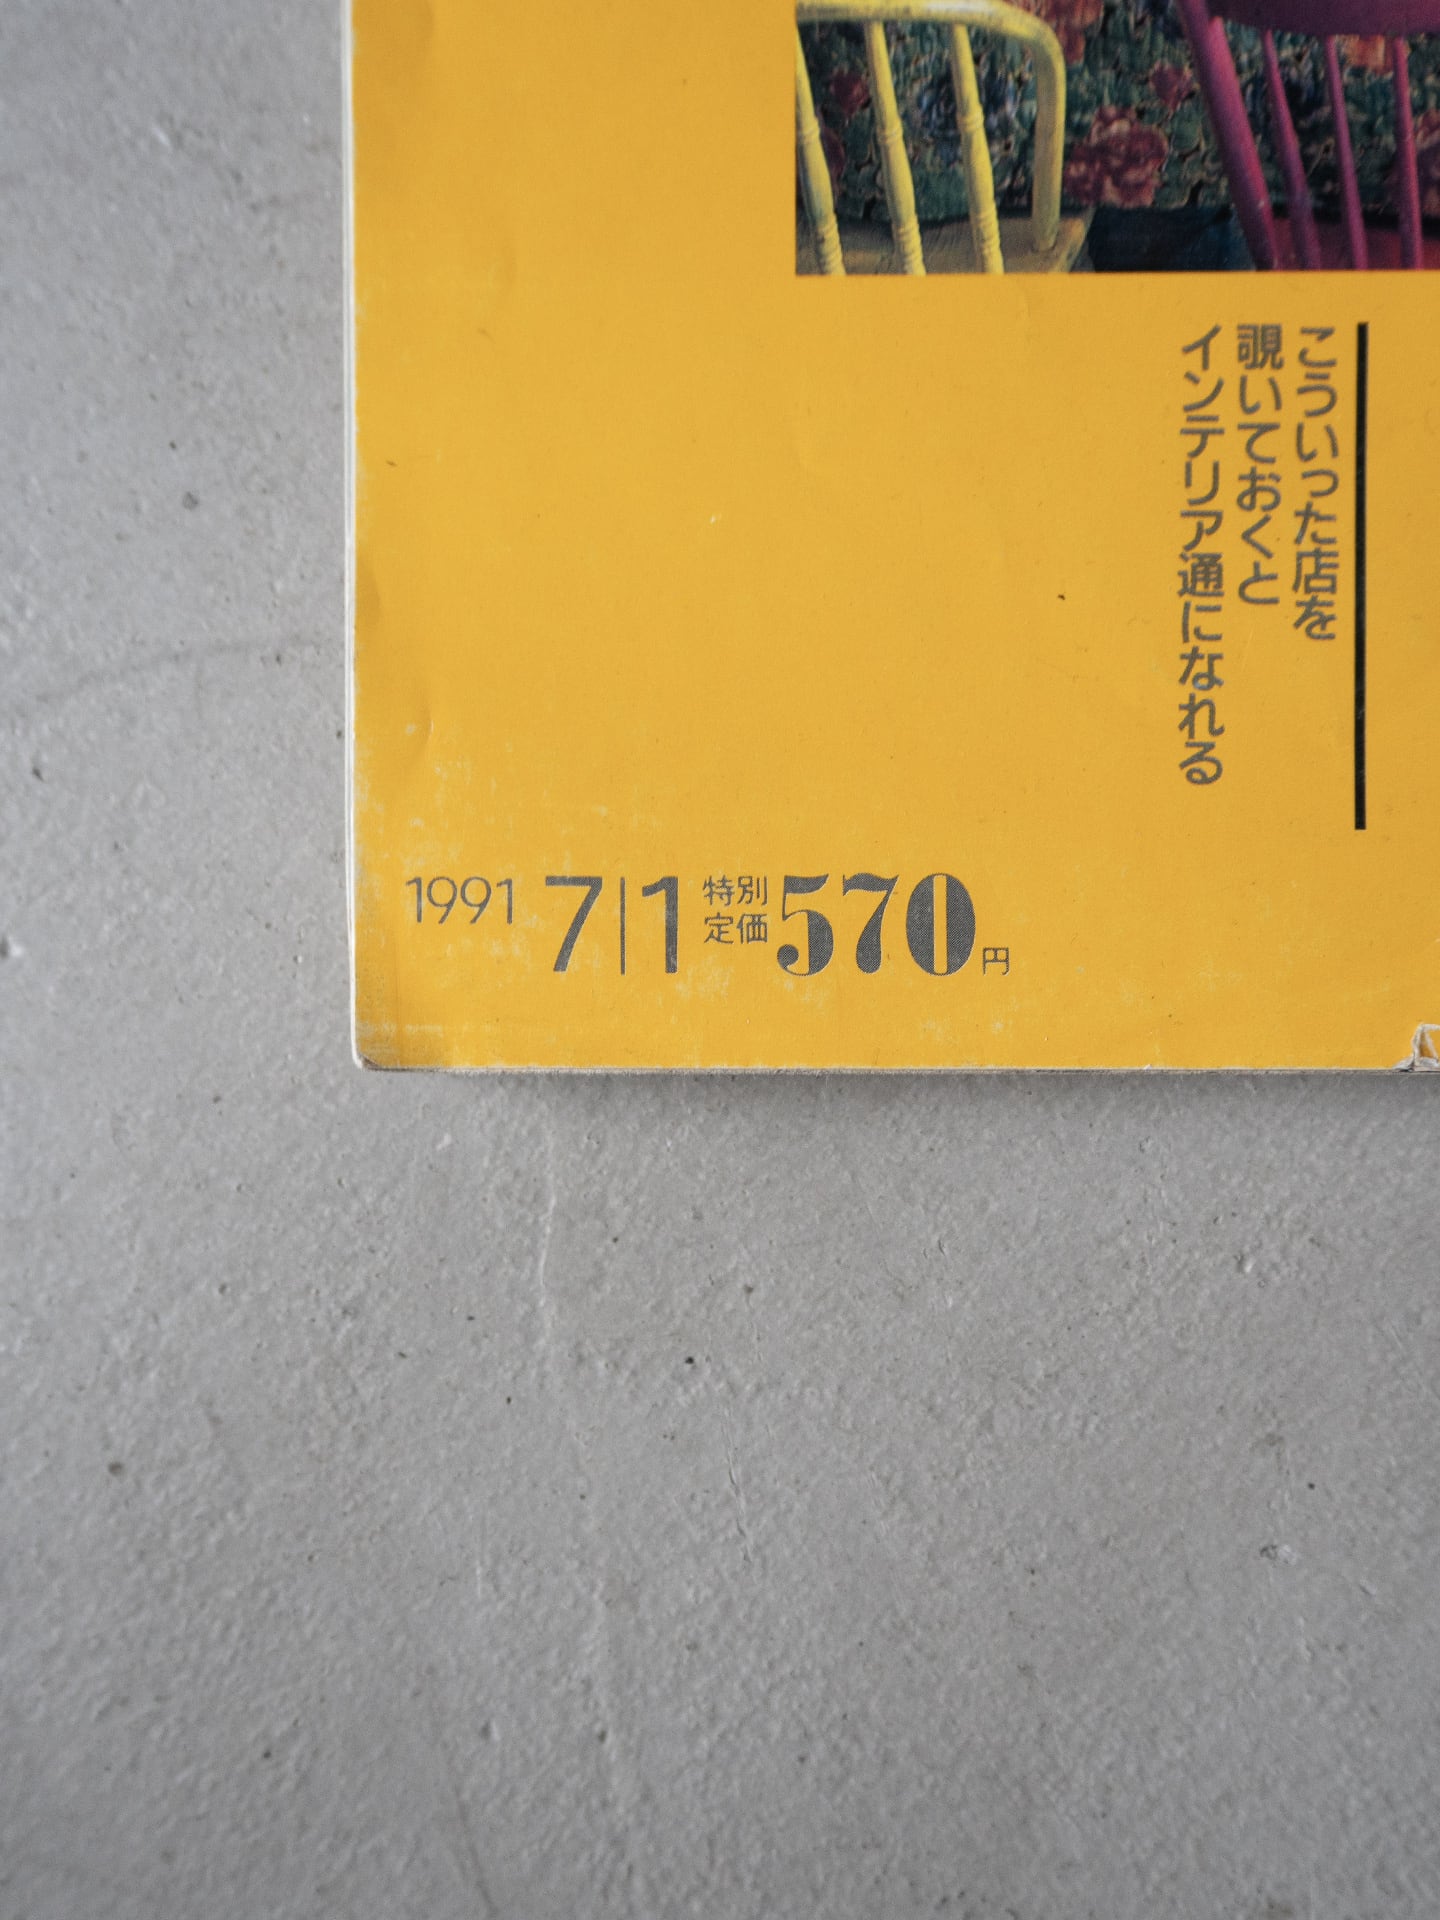 こういった店を
覗いておくと
インテリア通になれる
1991 7|1 特別定価570円